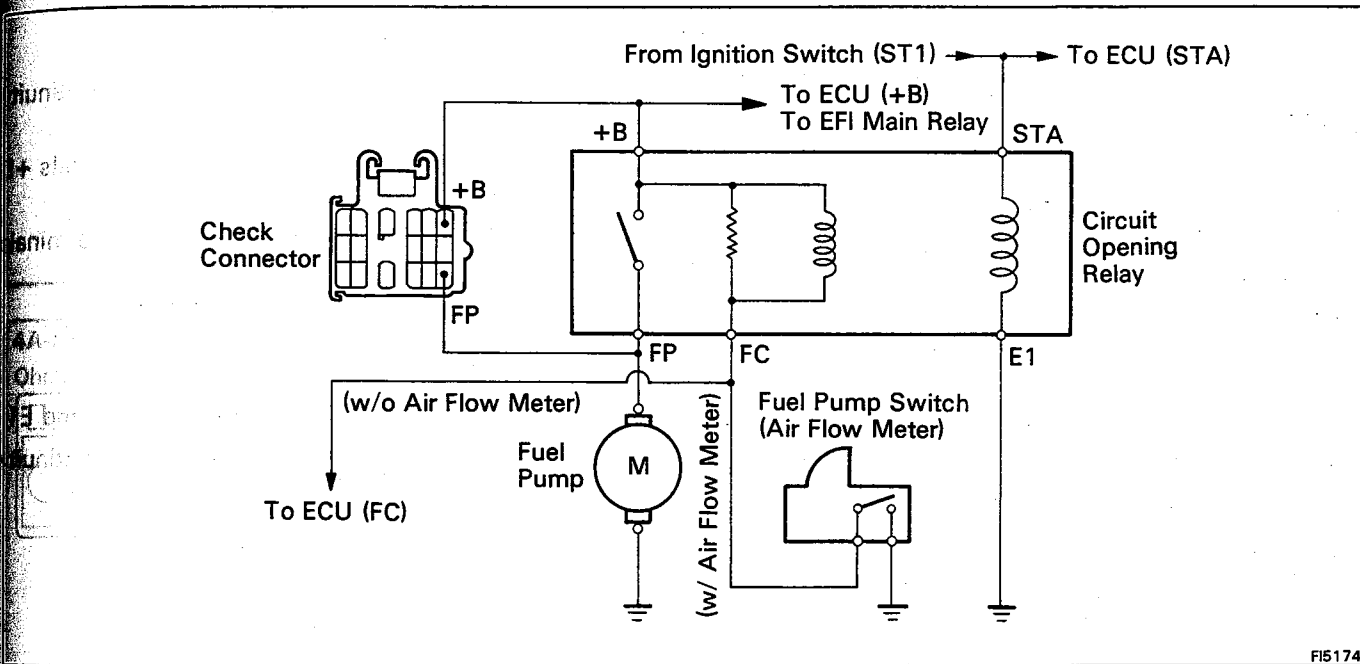 From Ignition Switch (ST1)
To ECU (STA)
To ECU (+B)
To EFI Main Relay
+B
STA
+B
Check
Connector
Circuit
Opening
Relay
FP
FP
FC
E1
(w/o Air Flow Meter)
(w/ Air Flow Meter)
Fuel Pump Switch
(Air Flow Meter)
Fuel
Pump
M
To ECU (FC)
FI5174